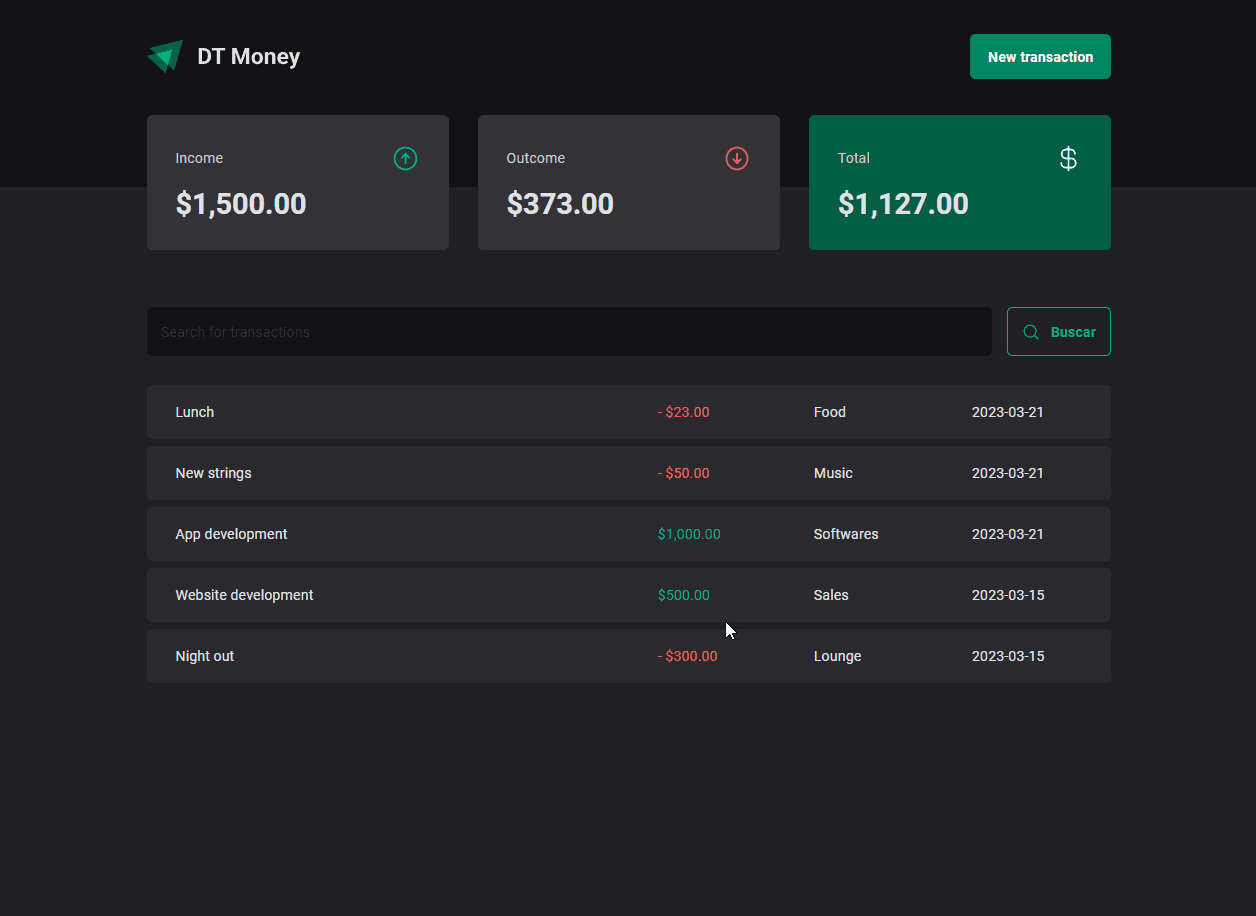 DT Money
New transaction
Income
Outcome
Total
$1,500.00
$373.00
$1,127.00
Search for transactions
Buscar
Lunch - $23.00 Food 2023-03-21
New strings - $50.00 Music 2023-03-21
App development $1,000.00 Softwares 2023-03-21
Website development $500.00 Sales 2023-03-15
Night out - $300.00 Lounge 2023-03-15